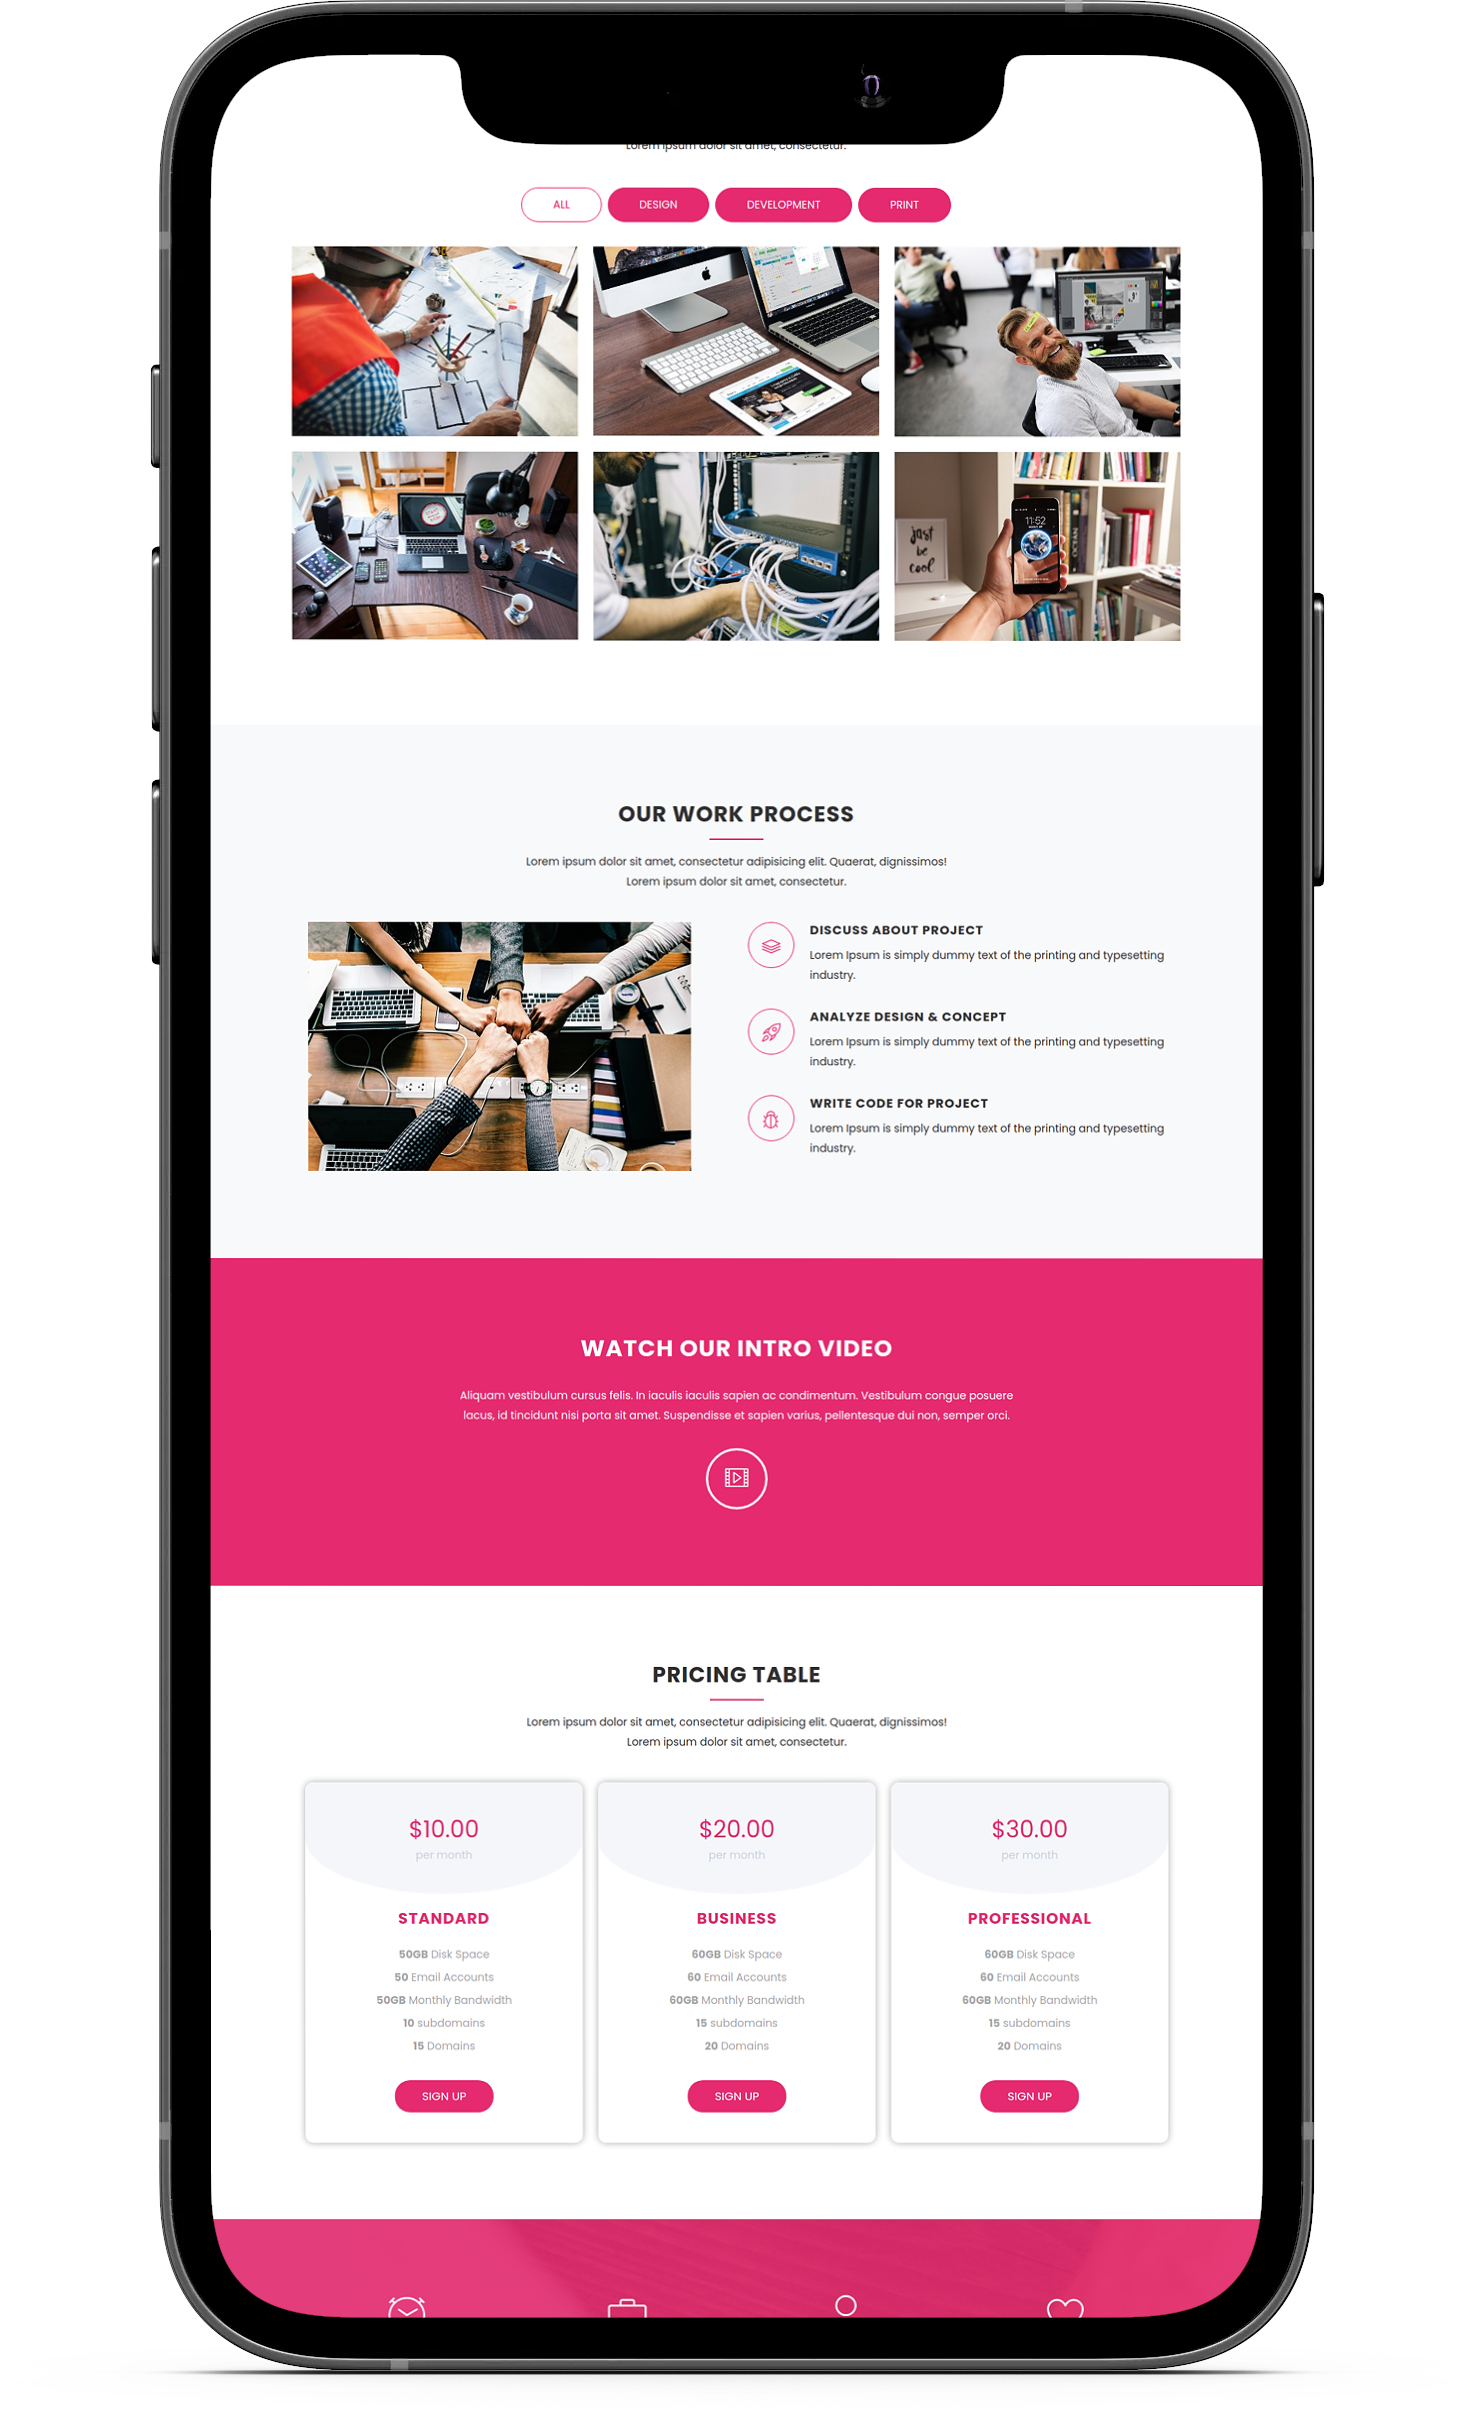 Lorem ipsum dolor sit amet, consectetur.
ALL DESIGN DEVELOPMENT PRINT
11:52
just
be
cool
OCEAN
OUR WORK PROCESS
Lorem ipsum dolor sit amet, consectetur adipisicing elit. Quaerat, dignissimos!
Lorem ipsum dolor sit amet, consectetur.
DISCUSS ABOUT PROJECT
Lorem Ipsum is simply dummy text of the printing and typesetting
industry.
ANALYZE DESIGN & CONCEPT
Lorem Ipsum is simply dummy text of the printing and typesetting
industry.
WRITE CODE FOR PROJECT
Lorem Ipsum is simply dummy text of the printing and typesetting
industry.
WATCH OUR INTRO VIDEO
Aliquam vestibulum cursus felis. In iaculis iaculis sapien ac condimentum. Vestibulum congue posuere
lacus, id tincidunt nisi porta sit amet. Suspendisse et sapien varius, pellentesque dui non, semper orci.
PRICING TABLE
Lorem ipsum dolor sit amet, consectetur adipisicing elit. Quaerat, dignissimos!
Lorem ipsum dolor sit amet, consectetur.
$10.00
per month
STANDARD
50GB Disk Space
50 Email Accounts
50GB Monthly Bandwidth
10 subdomains
15 Domains
SIGN UP
$20.00
per month
BUSINESS
60GB Disk Space
60 Email Accounts
60GB Monthly Bandwidth
15 subdomains
20 Domains
SIGN UP
$30.00
per month
PROFESSIONAL
60GB Disk Space
60 Email Accounts
60GB Monthly Bandwidth
15 subdomains
20 Domains
SIGN UP